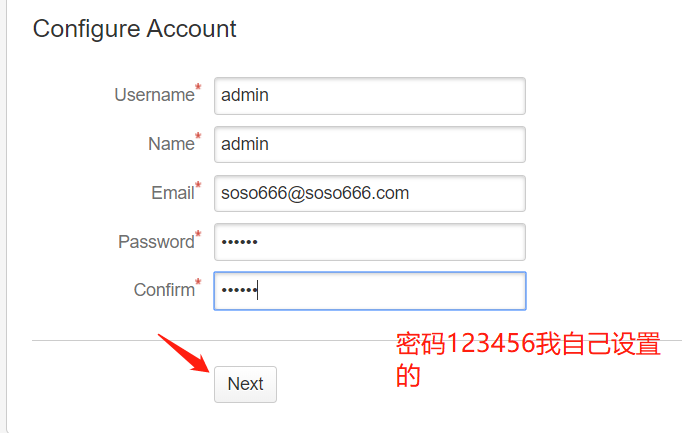 Configure Account
Username* admin
Name* admin
Email* soso666@soso666.com
Password* ••••••
Confirm* ••••••
密码123456我自己设置
的
Next